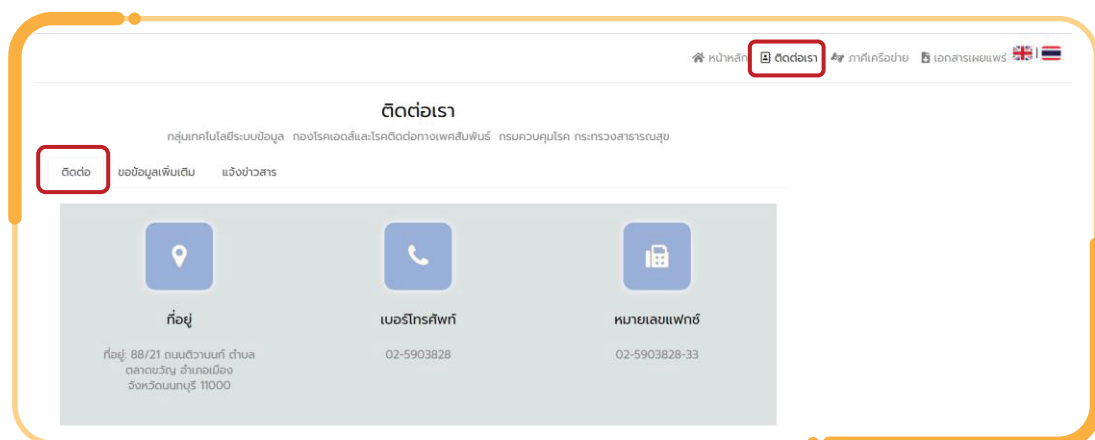 หน้าหลัก ติดต่อเรา ภาคีเครือข่าย เอกสารเผยแพร่ |
ติดต่อเรา
กลุ่มเทคโนโลยีระบบข้อมูล กองโรคเอดส์และโรคติดต่อทางเพศสัมพันธ์ กรมควบคุมโรค กระทรวงสาธารณสุข
ติดต่อ ขอข้อมูลเพิ่มเติม แจ้งข่าวสาร
ที่อยู่ เบอร์โทรศัพท์ หมายเลขแฟกซ์
ที่อยู่: 88/21 ถนนติวานนท์ ตำบล 02-5903828 02-5903828-33
ตลาดขวัญ อำเภอเมือง
จังหวัดนนทบุรี 11000